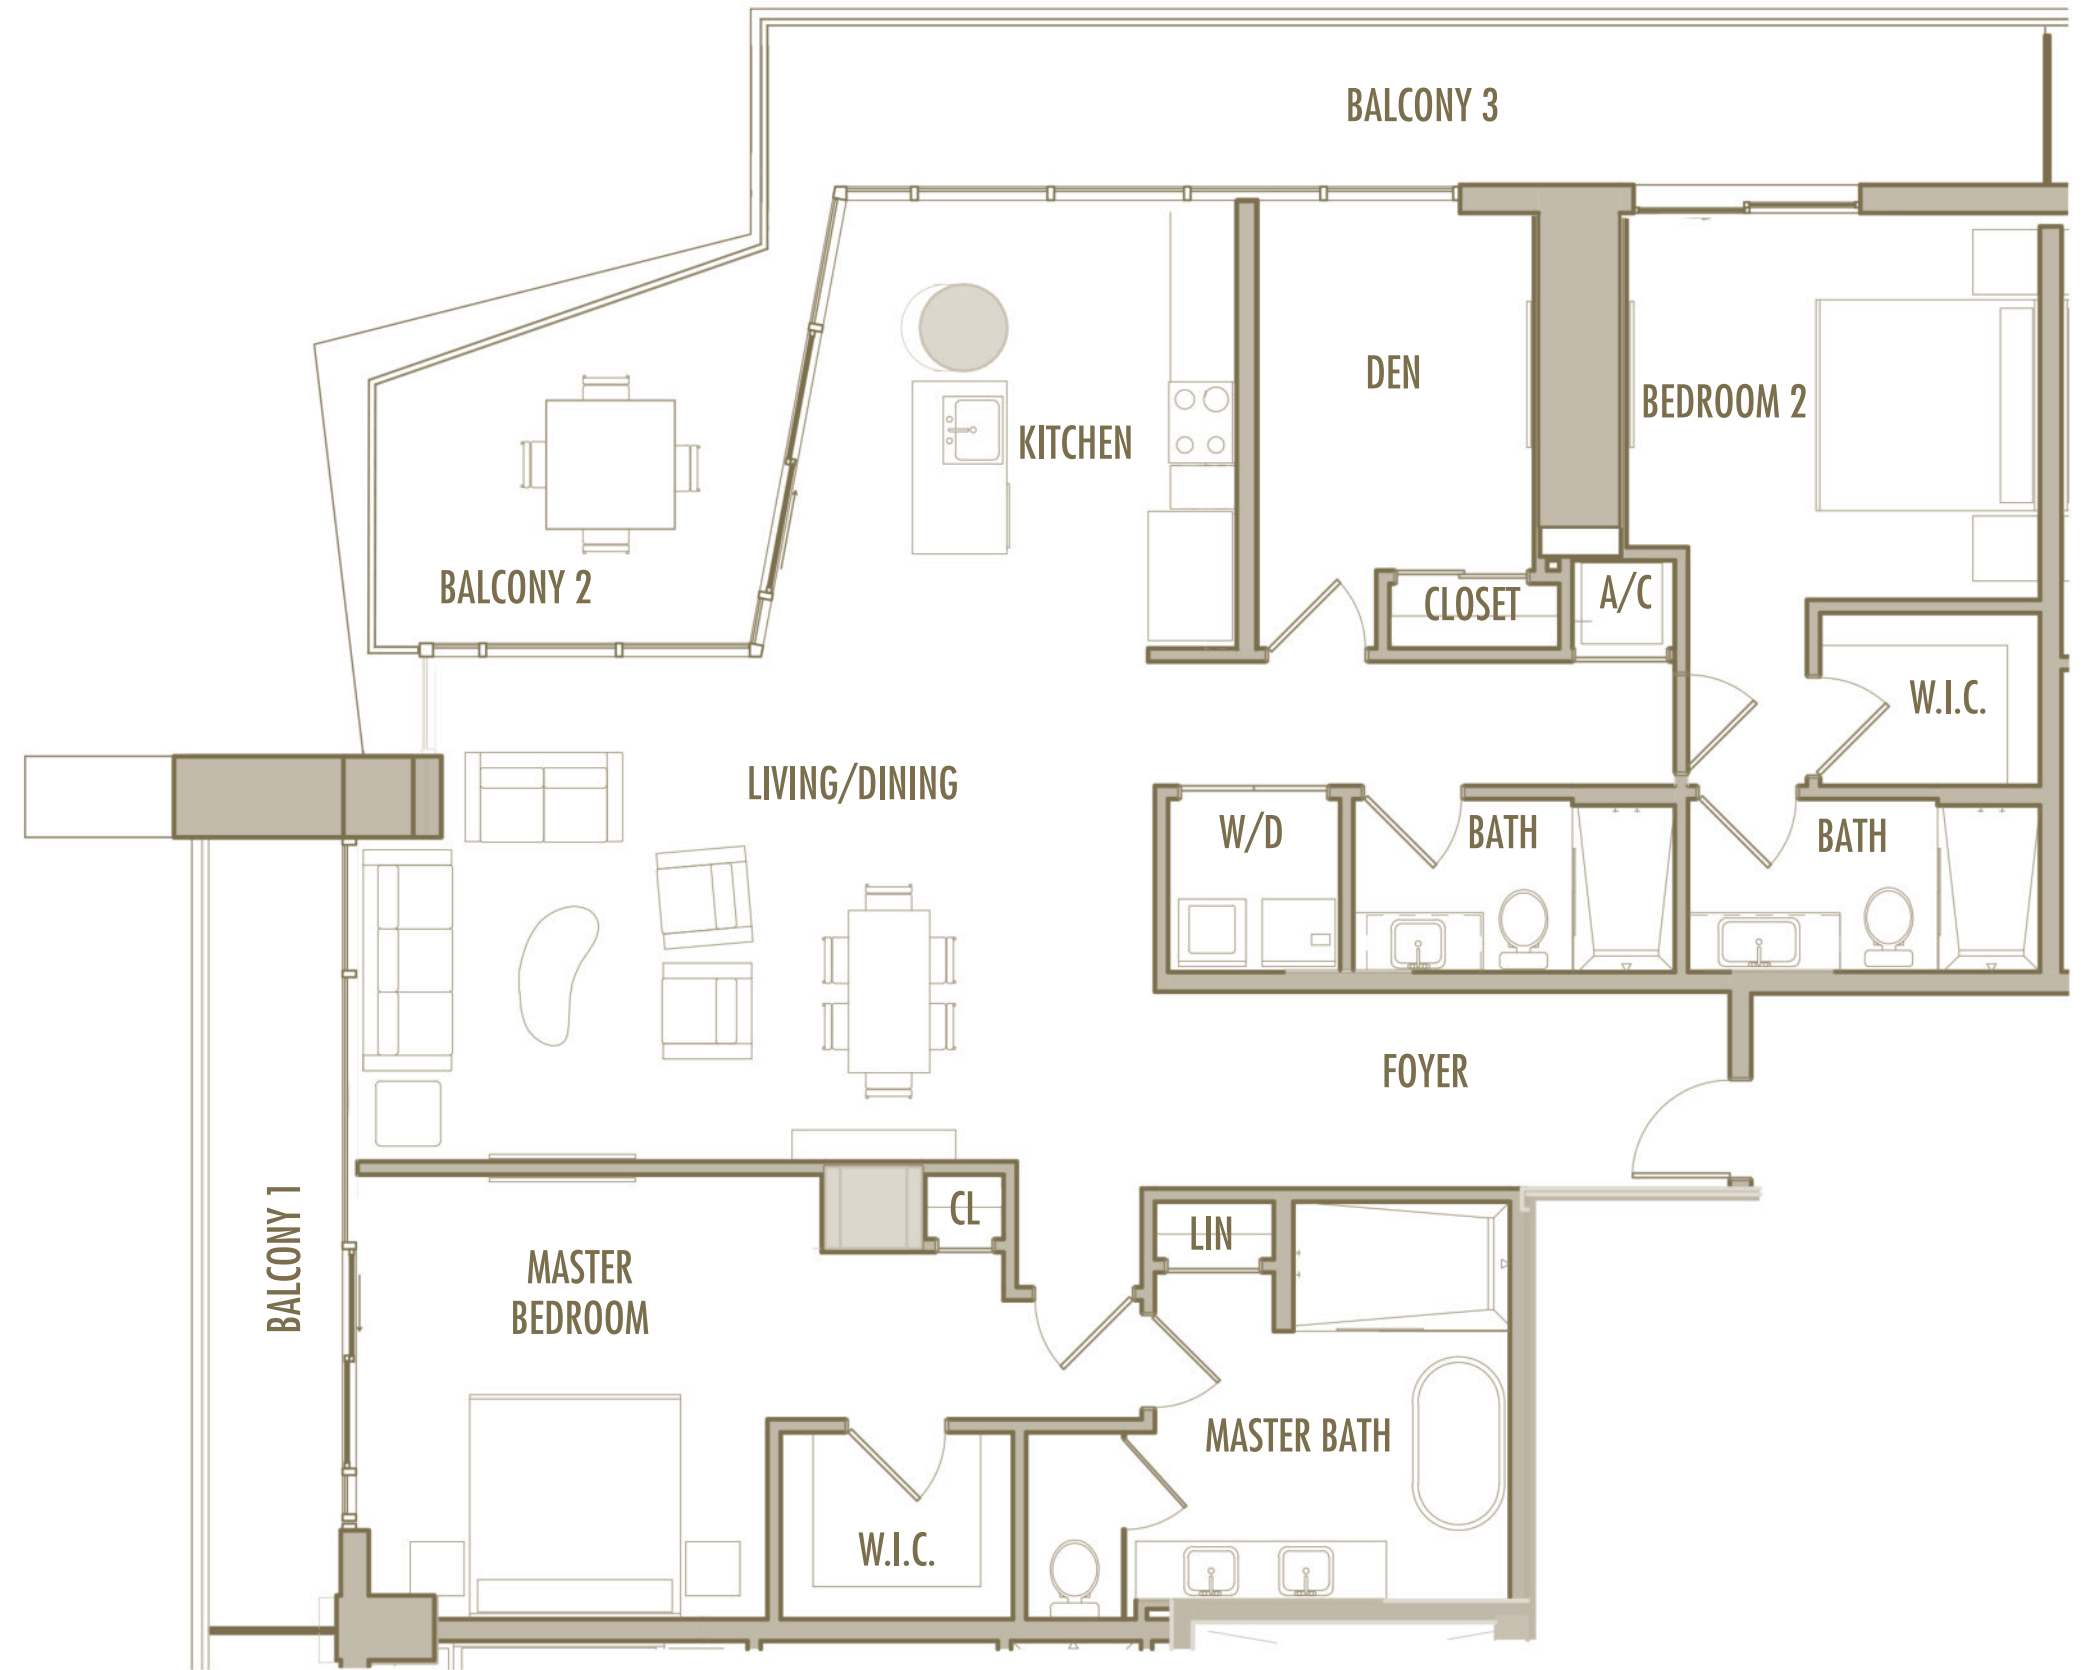 BALCONY 3
DEN
BEDROOM 2
KITCHEN
BALCONY 2
CLOSET
A/C
W.I.C.
LIVING/DINING
W/D
BATH
BATH
FOYER
BALCONY 1
CL
LIN
MASTER
BEDROOM
MASTER BATH
W.I.C.